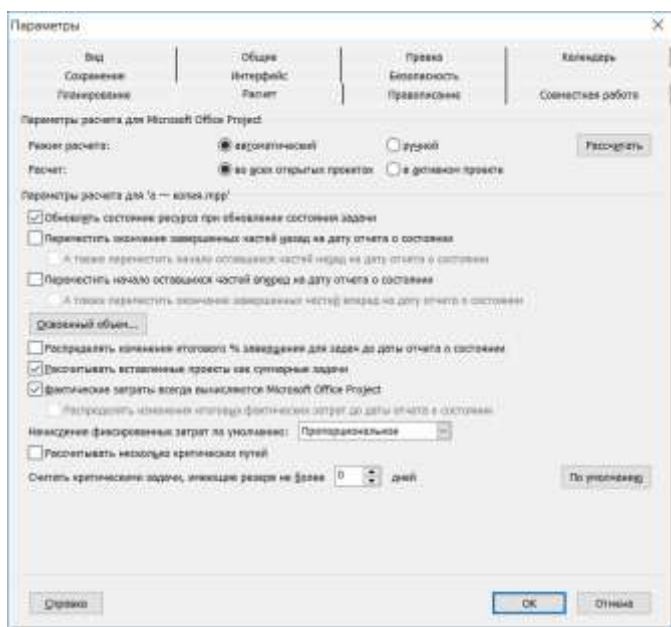 Параметры
Вид Общие Правка Календарь
Сохранение Интерфейс Безопасность
Планирование Расчет Правописание Совместная работа
Параметры расчета для Microsoft Office Project
Режим расчета: автоматический ручной Рассчитать
Расчет: во всех открытых проектах в активном проекте
Параметры расчета для 'а — копия.mpp'
Обновлять состояние ресурса при обновлении состояния задачи
Переместить окончание завершенных частей назад на дату отчета о состоянии
А также переместить начало оставшихся частей назад на дату отчета о состоянии
Переместить начало оставшихся частей вперед на дату отчета о состоянии
А также переместить окончание завершенных частей вперед на дату отчета о состоянии
Освоенный объем...
Распределять изменения итогового % завершения для задач до даты отчета о состоянии
Рассчитывать вставленные проекты как суммарные задачи
Фактические затраты всегда вычисляются Microsoft Office Project
Распределять изменения итоговых фактических затрат до даты отчета о состоянии
Начисление фиксированных затрат по умолчанию: Пропорциональное
Рассчитывать несколько критических путей
Считать критическими задачи, имеющие резерв не более 0 дней По умолчанию
Справка ОК Отмена